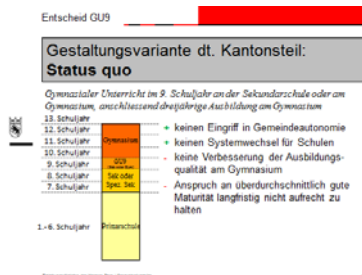 Entscheid GU9
Gestaltungsvariante dt. Kantonsteil:
Status quo
Gymnasialer Unterricht im 9. Schuljahr an der Sekundarschule oder am
Gymnasium, anschliessend dreijährige Ausbildung am Gymnasium
13. Schuljahr
12. Schuljahr
11. Schuljahr
10. Schuljahr
9. Schuljahr
8. Schuljahr
7. Schuljahr
1.-6. Schuljahr
Gymnasium
GU9
Sek oder
Spez. Sek
Primarschule
+ keinen Eingriff in Gemeindeautonomie
+ keinen Systemwechsel für Schulen
- keine Verbesserung der Ausbildungs-
qualität am Gymnasium
- Anspruch an überdurchschnittlich gute
Maturität langfristig nicht aufrecht zu
halten